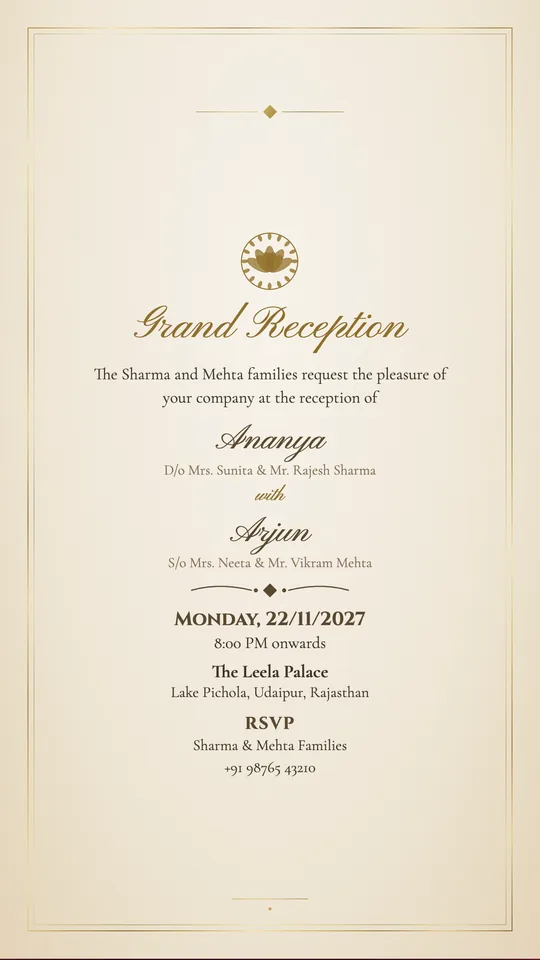 Grand Reception
The Sharma and Mehta families request the pleasure of
your company at the reception of
Ananya
D/o Mrs. Sunita & Mr. Rajesh Sharma
with
Arjun
S/o Mrs. Neeta & Mr. Vikram Mehta
Monday, 22/11/2027
8:00 PM onwards
The Leela Palace
Lake Pichola, Udaipur, Rajasthan
RSVP
Sharma & Mehta Families
+91 98765 43210